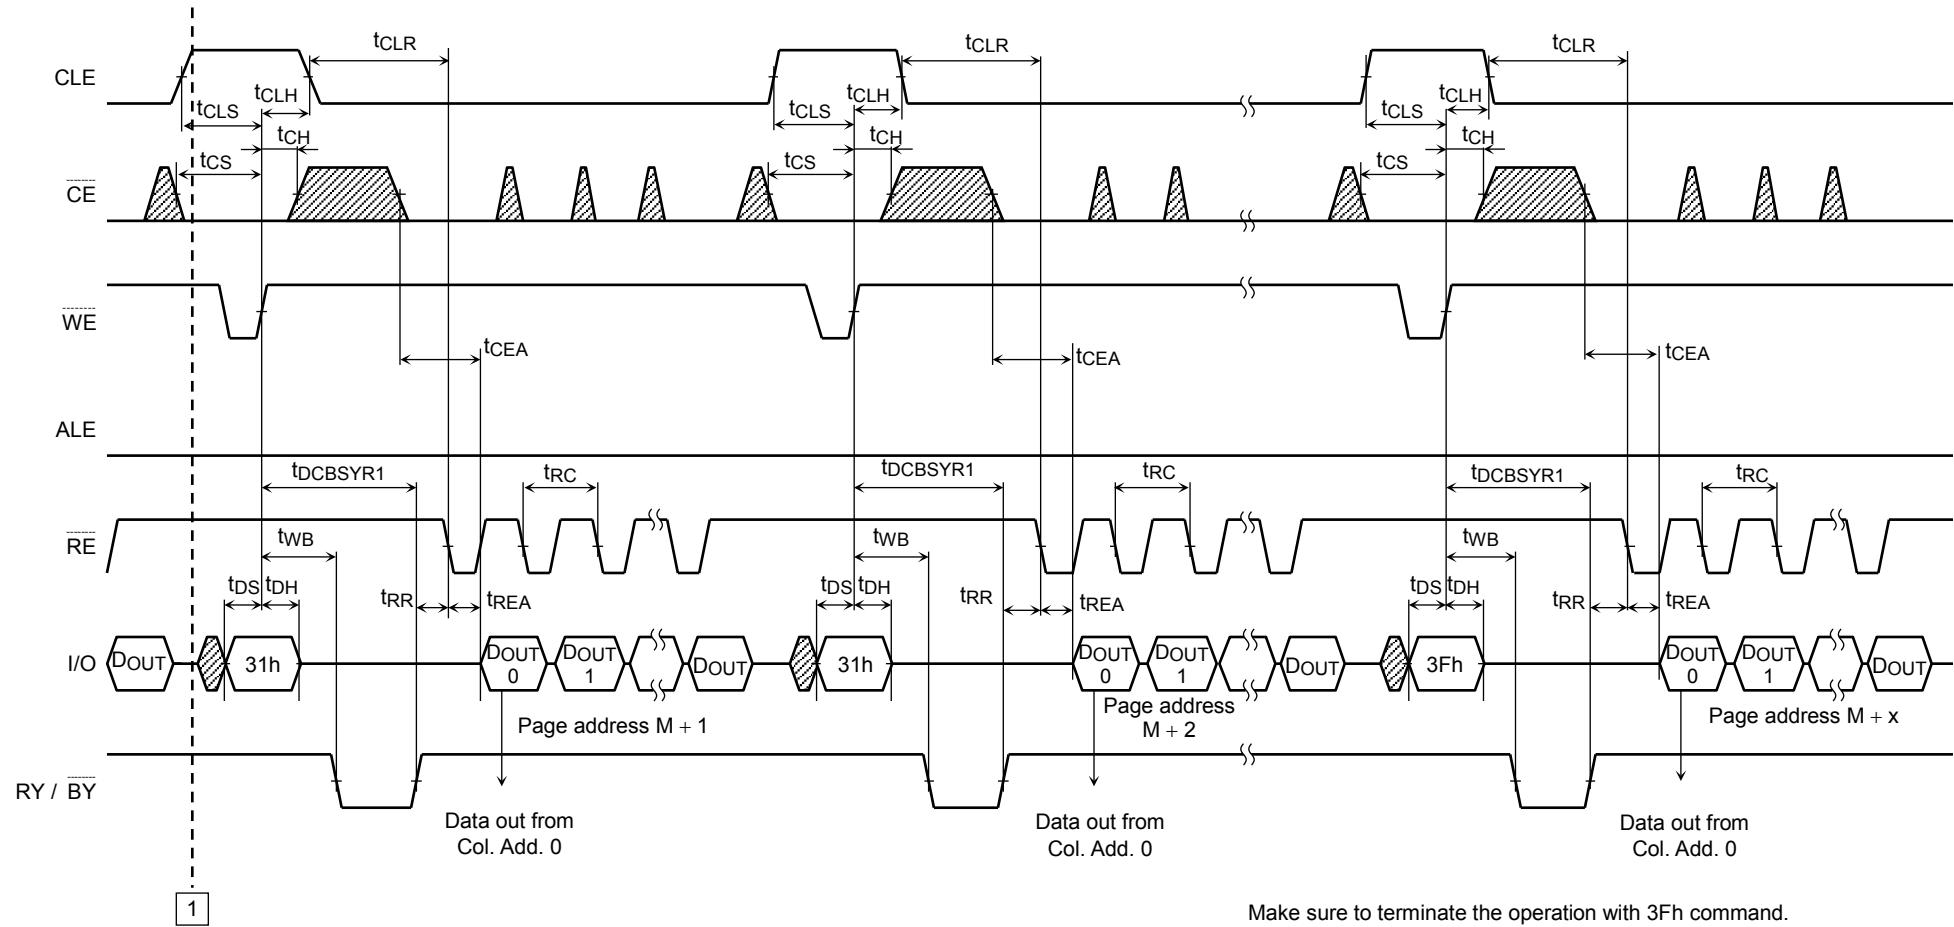 tCLR tCLR tCLR
CLE
tCLH tCLH tCLH
tCLS tCLS tCLS
tCH tCH tCH
tCS tCS tCS
CE
WE
tCEA tCEA tCEA
ALE
tDCBSYR1 tRC tDCBSYR1 tRC tDCBSYR1 tRC
RE
tWB tWB tWB
tDS tDH tDS tDH tDS tDH
tRR tREA tRR tREA tRR tREA
I/O DOUT 31h DOUT 0 DOUT 1 DOUT 31h DOUT 0 DOUT 1 DOUT 3Fh DOUT 0 DOUT 1 DOUT
Page address M + 1
Page address
M + 2
Page address M + x
RY / BY
Data out from
Col. Add. 0
Data out from
Col. Add. 0
Data out from
Col. Add. 0
1
Make sure to terminate the operation with 3Fh command.